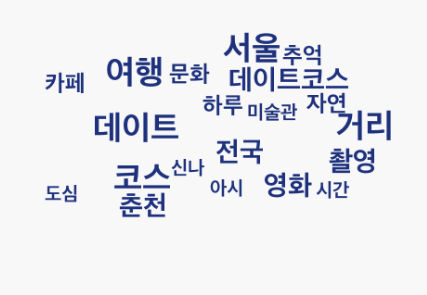 서울
추억
여행
문화
데이트코스
카페
하루
미술관
자연
데이트
거리
전국
촬영
코스
신나
아시
영화
시간
도심
춘천